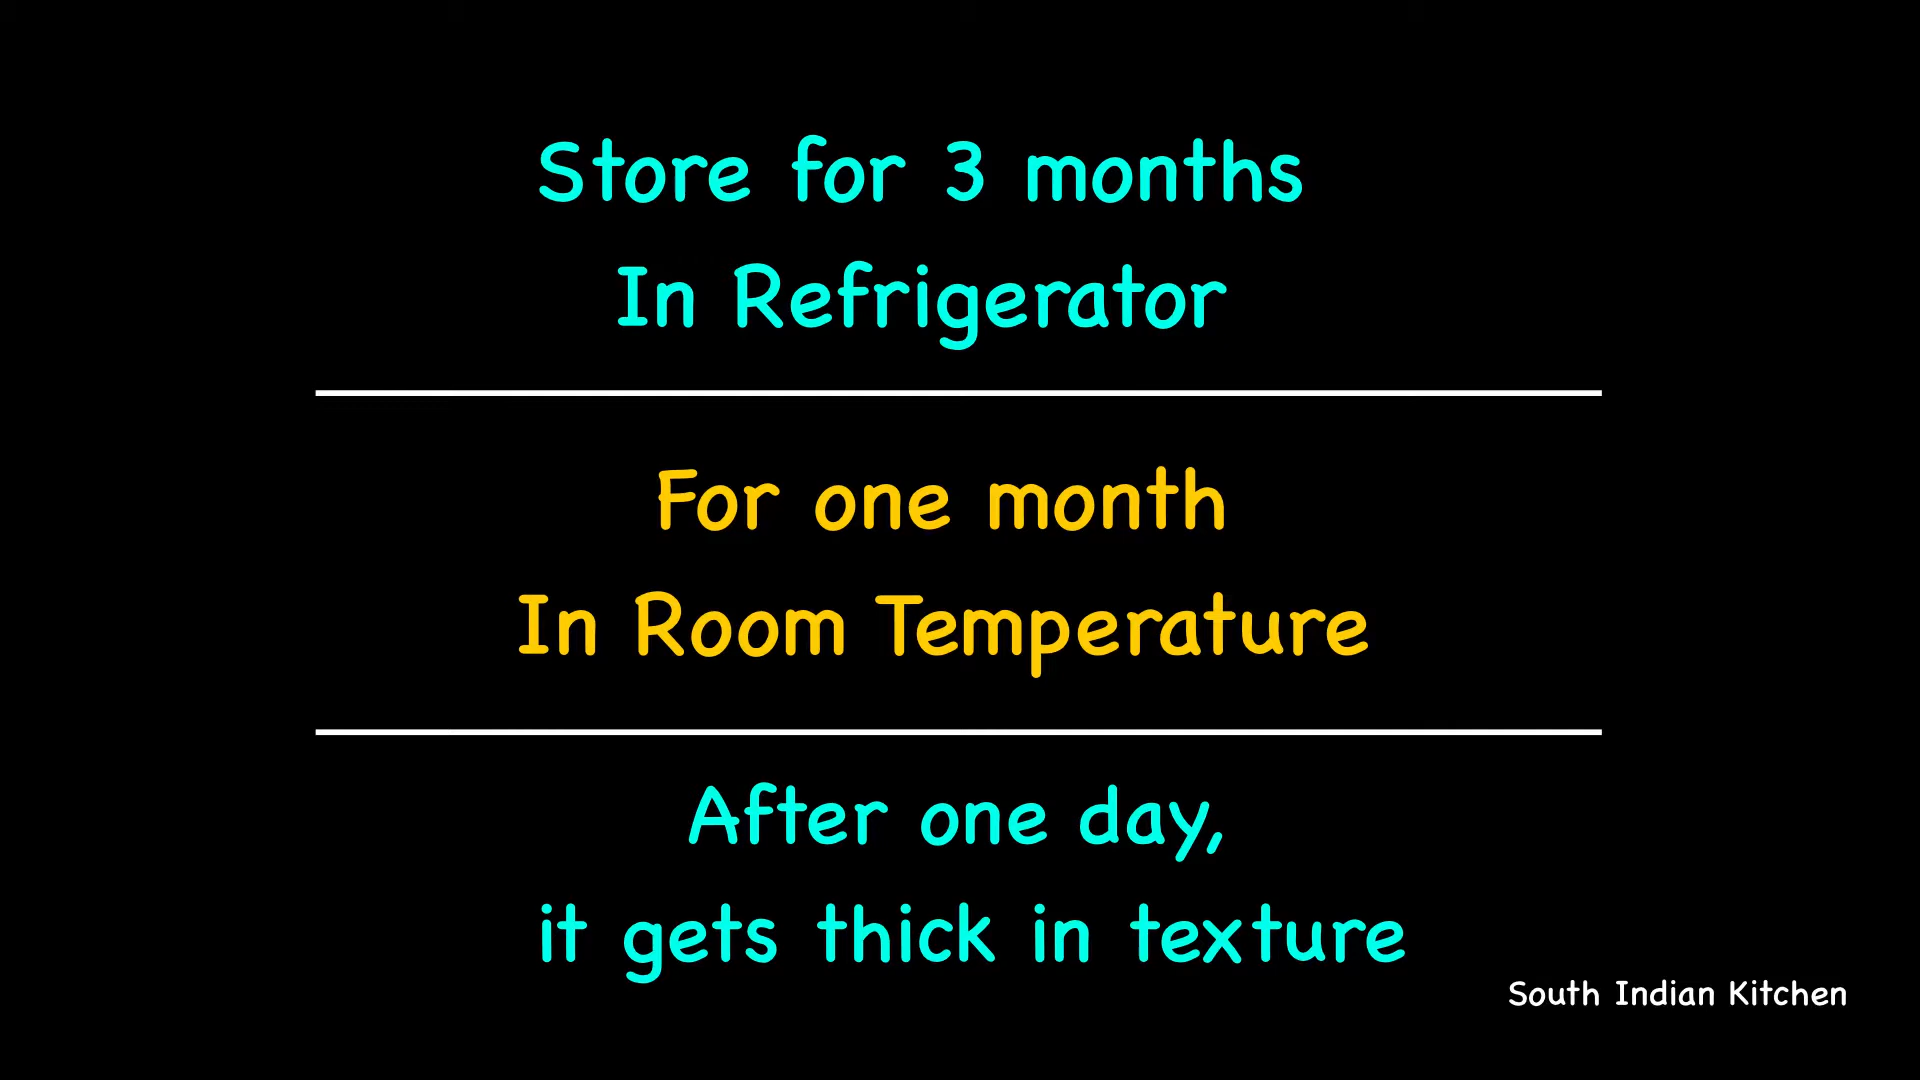 Store for 3 months
In Refrigerator
For one month
In Room Temperature
After one day,
it gets thick in texture
South Indian Kitchen